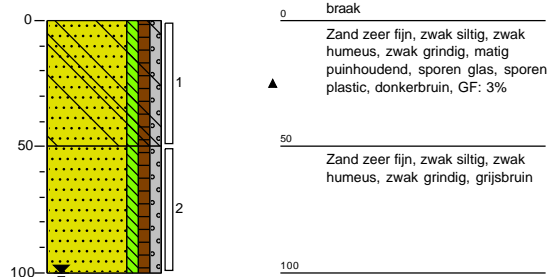 0
50
100
1
2
braak
0
Zand zeer fijn, zwak siltig, zwak
humeus, zwak grindig, matig
puinhoudend, sporen glas, sporen
plastic, donkerbruin, GF: 3%
50
Zand zeer fijn, zwak siltig, zwak
humeus, zwak grindig, grijsbruin
100